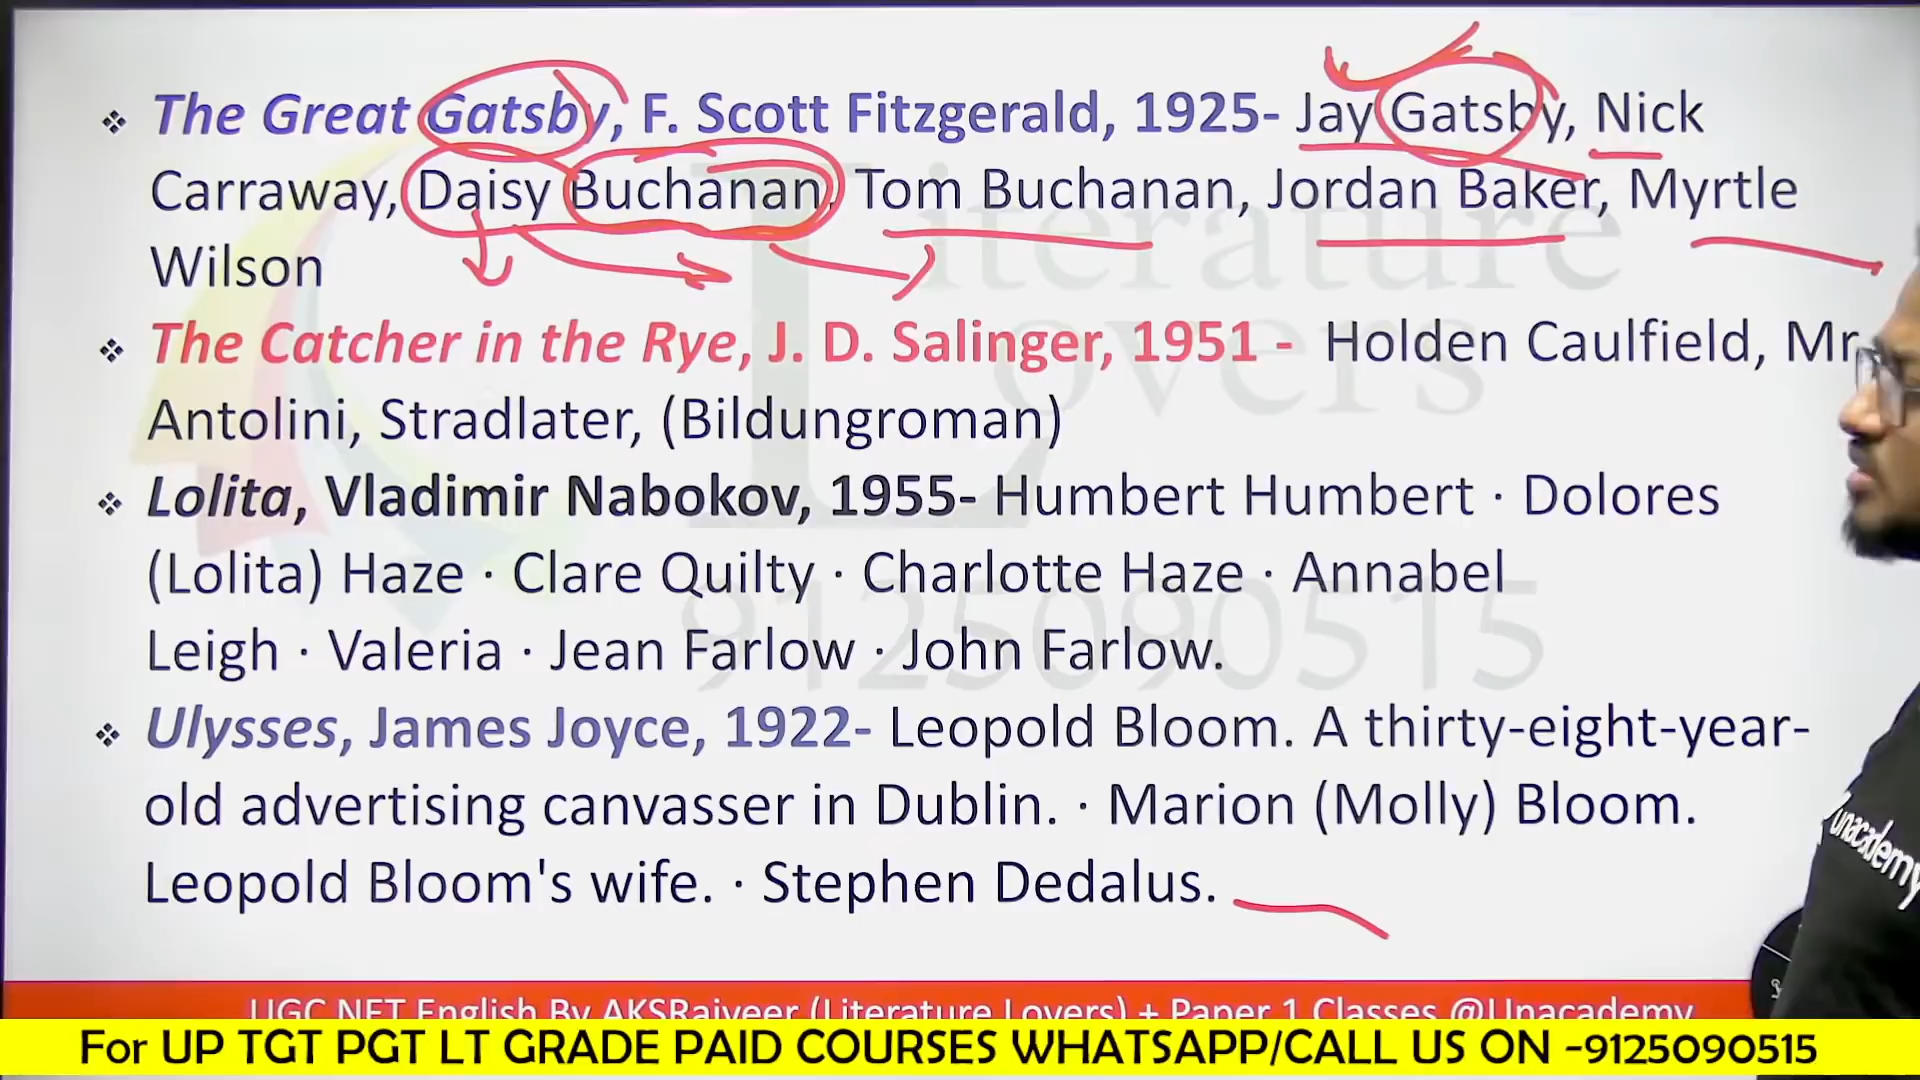 ❖ The Great Gatsby, F. Scott Fitzgerald, 1925- Jay Gatsby, Nick
Carraway, Daisy Buchanan, Tom Buchanan, Jordan Baker, Myrtle
Wilson
❖ The Catcher in the Rye, J. D. Salinger, 1951 - Holden Caulfield, Mr
Antolini, Stradlater, (Bildungroman)
❖ Lolita, Vladimir Nabokov, 1955- Humbert Humbert · Dolores
(Lolita) Haze · Clare Quilty · Charlotte Haze · Annabel
Leigh · Valeria · Jean Farlow · John Farlow.
❖ Ulysses, James Joyce, 1922- Leopold Bloom. A thirty-eight-year-
old advertising canvasser in Dublin. · Marion (Molly) Bloom.
Leopold Bloom's wife. · Stephen Dedalus.
Literature
Lovers
9125090515
unacademy
UGC NET English By AKSRajveer (Literature Lovers) + Paper 1 Classes @Unacademy
For UP TGT PGT LT GRADE PAID COURSES WHATSAPP/CALL US ON -9125090515